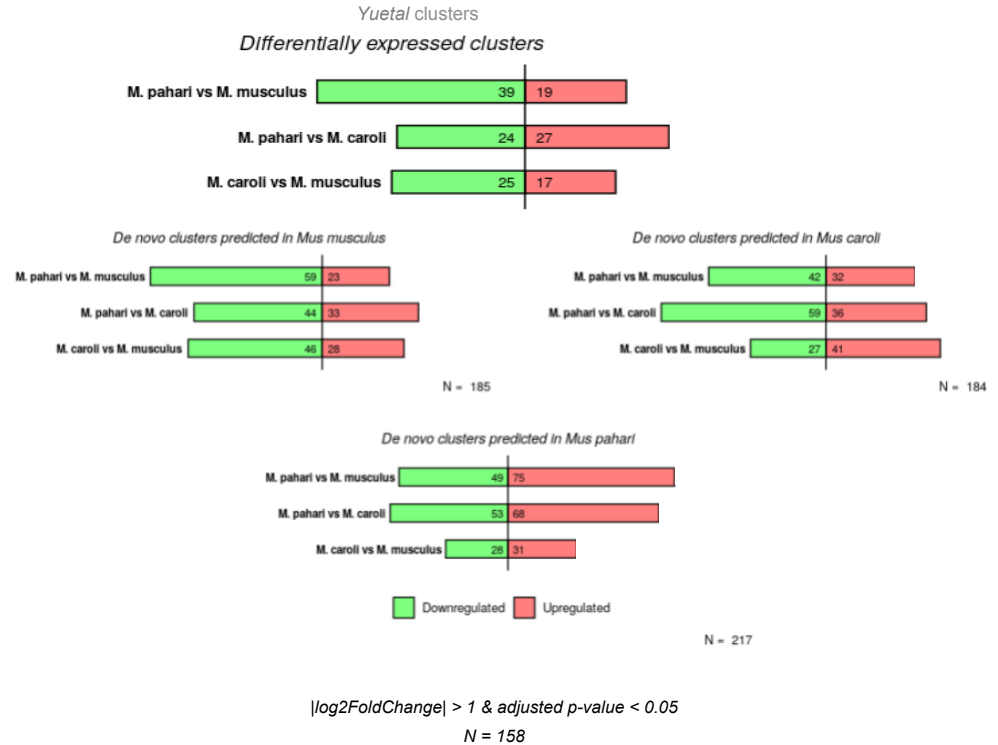 Yuetal clusters
Differentially expressed clusters
M. pahari vs M. musculus 39 19
M. pahari vs M. caroli 24 27
M. caroli vs M. musculus 25 17
De novo clusters predicted in Mus musculus
M. pahari vs M. musculus 59 23
M. pahari vs M. caroli 44 33
M. caroli vs M. musculus 46 28
N = 185
De novo clusters predicted in Mus caroli
M. pahari vs M. musculus 42 32
M. pahari vs M. caroli 59 36
M. caroli vs M. musculus 27 41
N = 184
De novo clusters predicted in Mus pahari
M. pahari vs M. musculus 49 75
M. pahari vs M. caroli 53 68
M. caroli vs M. musculus 28 31
Downregulated Upregulated
N = 217
|log2FoldChange| > 1 & adjusted p-value < 0.05
N = 158